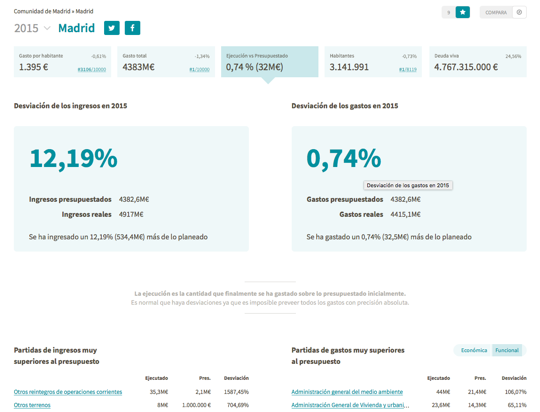 Comunidad de Madrid » Madrid
2015 Madrid
COMPARA
Gasto por habitante -0,61%
1.395 € #3136/10000
Gasto total -1,34%
4383M€ #1/10000
Ejecución vs Presupuestado
0,74 % (32M€)
Habitantes -0,73%
3.141.991 #1/8119
Deuda viva 24,56%
4.767.315.000 €
Desviación de los ingresos en 2015
12,19%
Ingresos presupuestados 4382,6M€
Ingresos reales 4917M€
Se ha ingresado un 12,19% (534,4M€) más de lo planeado
Desviación de los gastos en 2015
0,74%
Desviación de los gastos en 2015
Gastos presupuestados 4382,6M€
Gastos reales 4415,1M€
Se ha gastado un 0,74% (32,5M€) más de lo planeado
La ejecución es la cantidad que finalmente se ha gastado sobre lo presupuestado inicialmente.
Es normal que haya desviaciones ya que es imposible preveer todos los gastos con precisión absoluta.
Partidas de ingresos muy
superiores al presupuesto
Ejecutado Pres. Desviación
Otros reintegros de operaciones corrientes 35,3M€ 2,1M€ 1587,45%
Otros terrenos 8M€ 1.000.000 € 704,69%
Partidas de gastos muy superiores
al presupuesto
Económica Funcional
Ejecutado Pres. Desviación
Administración general del medio ambiente 44M€ 21,4M€ 106,07%
Administración General de Vivienda y urbani... 23,6M€ 14,3M€ 65,11%